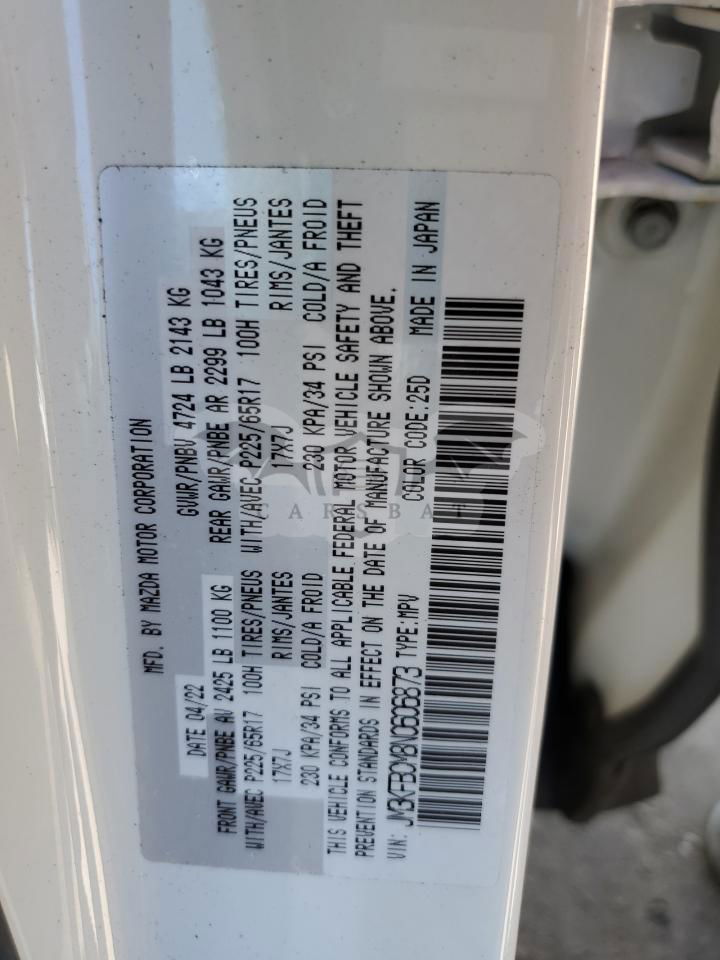 MFD. BY MAZDA MOTOR CORPORATION
DATE 04/22 GVWR/PNBV 4724 LB 2143 KG
FRONT GAWR/PNBE AV 2425 LB 1100 KG REAR GAWR/PNBE AR 2299 LB 1043 KG
WITH/AVEC P225/65R17 100H TIRES/PNEUS WITH/AVEC P225/65R17 100H TIRES/PNEUS
17X7J RIMS/JANTES 17X7J RIMS/JANTES
230 KPA/34 PSI COLD/A FROID 230 KPA/34 PSI COLD/A FROID
THIS VEHICLE CONFORMS TO ALL APPLICABLE FEDERAL MOTOR VEHICLE SAFETY AND THEFT
PREVENTION STANDARDS IN EFFECT ON THE DATE OF MANUFACTURE SHOWN ABOVE.
VIN: JM3KFBCM8N0606873 TYPE:MPV COLOR CODE:25D MADE IN JAPAN
CARSBAT